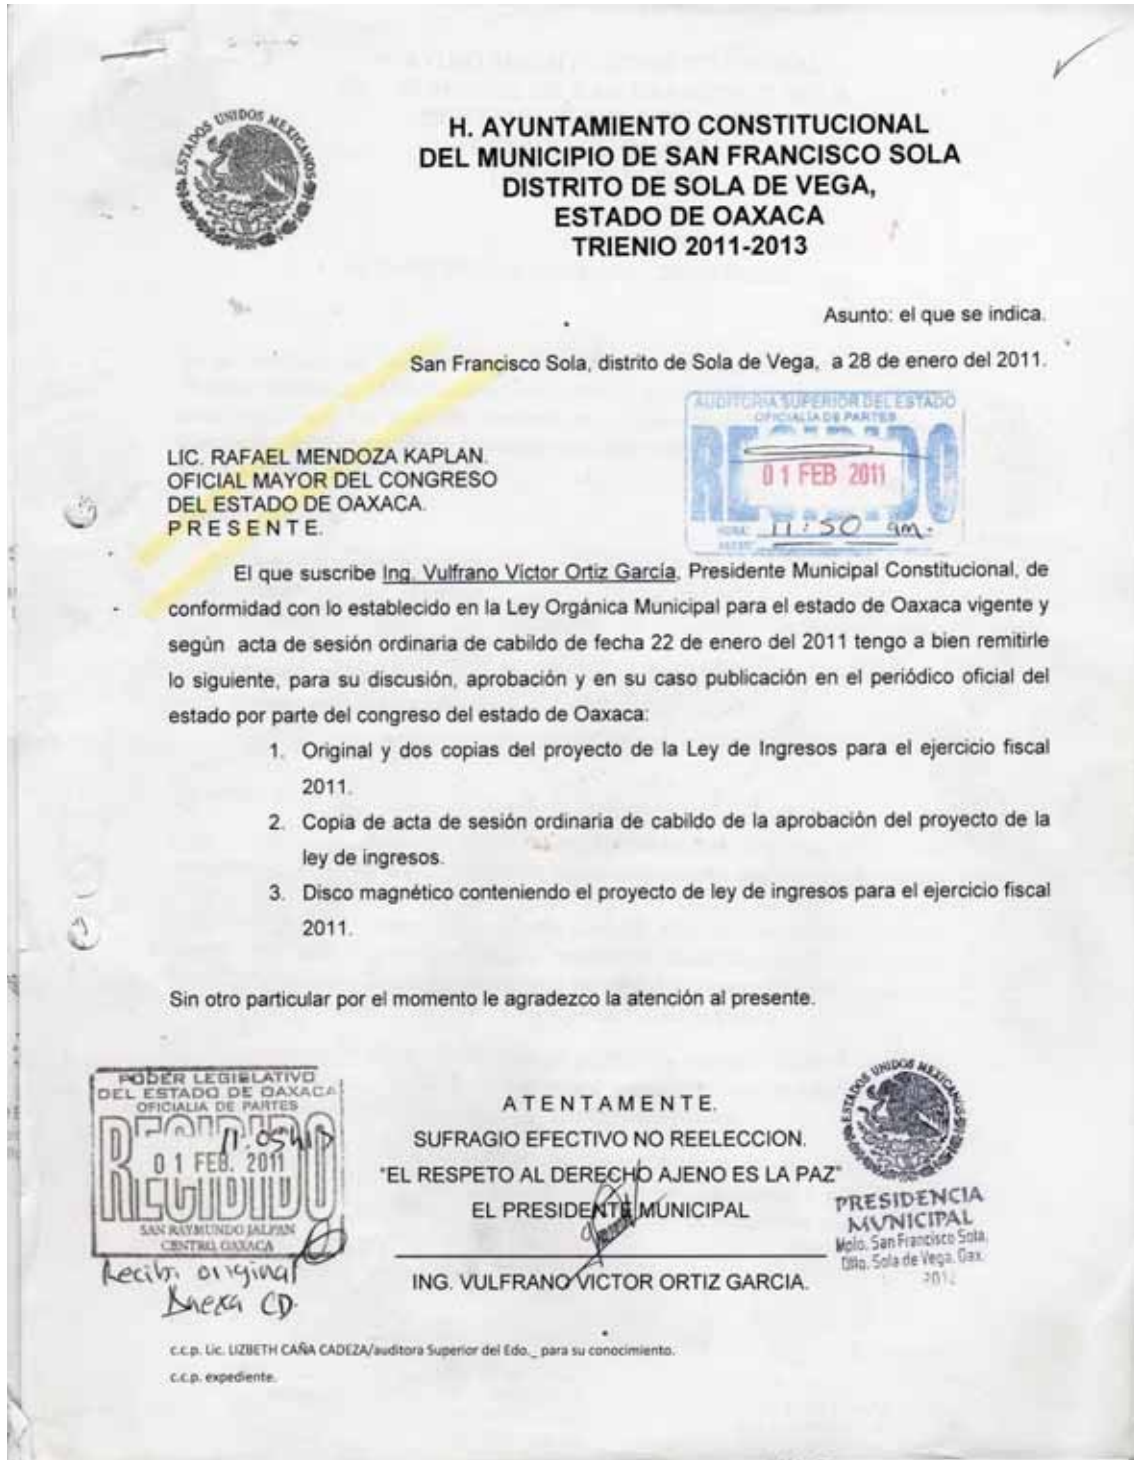 ESTADOS UNIDOS MEXICANOS
H. AYUNTAMIENTO CONSTITUCIONAL
DEL MUNICIPIO DE SAN FRANCISCO SOLA
DISTRITO DE SOLA DE VEGA,
ESTADO DE OAXACA
TRIENIO 2011-2013
Asunto: el que se indica.
San Francisco Sola, distrito de Sola de Vega, a 28 de enero del 2011.
AUDITORIA SUPERIOR DEL ESTADO
OFICIALIA DE PARTES
RECIBIDO
01 FEB 2011
HORA: 11:50 am.
LIC. RAFAEL MENDOZA KAPLAN.
OFICIAL MAYOR DEL CONGRESO
DEL ESTADO DE OAXACA.
P R E S E N T E.
El que suscribe Ing. Vulfrano Victor Ortiz García, Presidente Municipal Constitucional, de
conformidad con lo establecido en la Ley Orgánica Municipal para el estado de Oaxaca vigente y
según acta de sesión ordinaria de cabildo de fecha 22 de enero del 2011 tengo a bien remitirle
lo siguiente, para su discusión, aprobación y en su caso publicación en el periódico oficial del
estado por parte del congreso del estado de Oaxaca:
1. Original y dos copias del proyecto de la Ley de Ingresos para el ejercicio fiscal
2011.
2. Copia de acta de sesión ordinaria de cabildo de la aprobación del proyecto de la
ley de ingresos.
3. Disco magnético conteniendo el proyecto de ley de ingresos para el ejercicio fiscal
2011.
Sin otro particular por el momento le agradezco la atención al presente.
PODER LEGISLATIVO
DEL ESTADO DE OAXACA
OFICIALIA DE PARTES
RECIBIDO
11:05
01 FEB. 2011
SAN RAYMUNDO JALPAN
CENTRO, OAXACA
Recibi original
Anexa CD.
A T E N T A M E N T E.
SUFRAGIO EFECTIVO NO REELECCION.
"EL RESPETO AL DERECHO AJENO ES LA PAZ"
EL PRESIDENTE MUNICIPAL
ING. VULFRANO VICTOR ORTIZ GARCIA.
ESTADOS UNIDOS MEXICANOS
PRESIDENCIA
MUNICIPAL
Mpio. San Francisco Sola,
Dtto. Sola de Vega, Oax.
c.c.p. Lic. LIZBETH CAÑA CADEZA/auditora Superior del Edo._ para su conocimiento.
c.c.p. expediente.